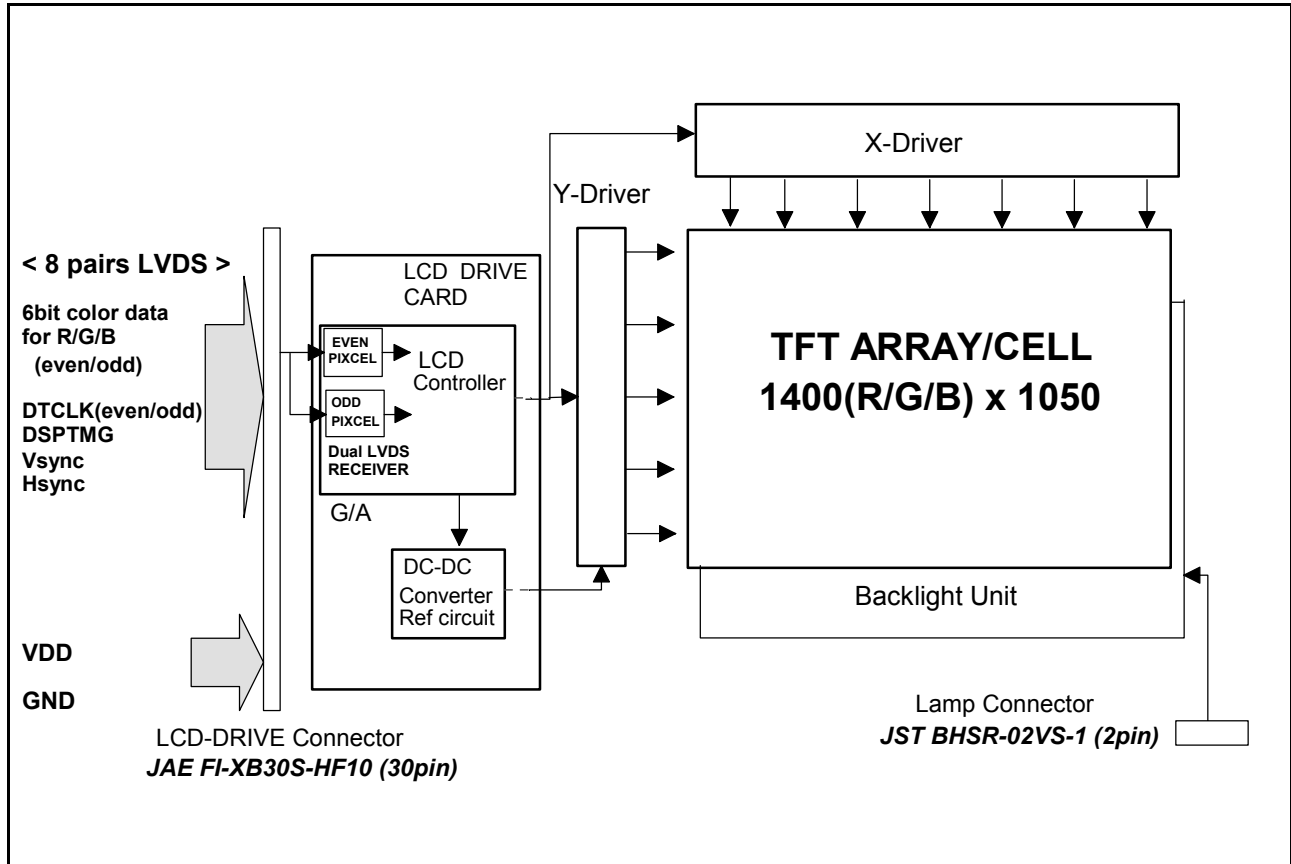 X-Driver
Y-Driver
< 8 pairs LVDS >
6bit color data
for R/G/B
(even/odd)
DTCLK(even/odd)
DSPTMG
Vsync
Hsync
VDD
GND
LCD DRIVE
CARD
EVEN
PIXCEL
LCD
Controller
ODD
PIXCEL
Dual LVDS
RECEIVER
G/A
DC-DC
Converter
Ref circuit
TFT ARRAY/CELL
1400(R/G/B) x 1050
Backlight Unit
LCD-DRIVE Connector
JAE FI-XB30S-HF10 (30pin)
Lamp Connector
JST BHSR-02VS-1 (2pin)